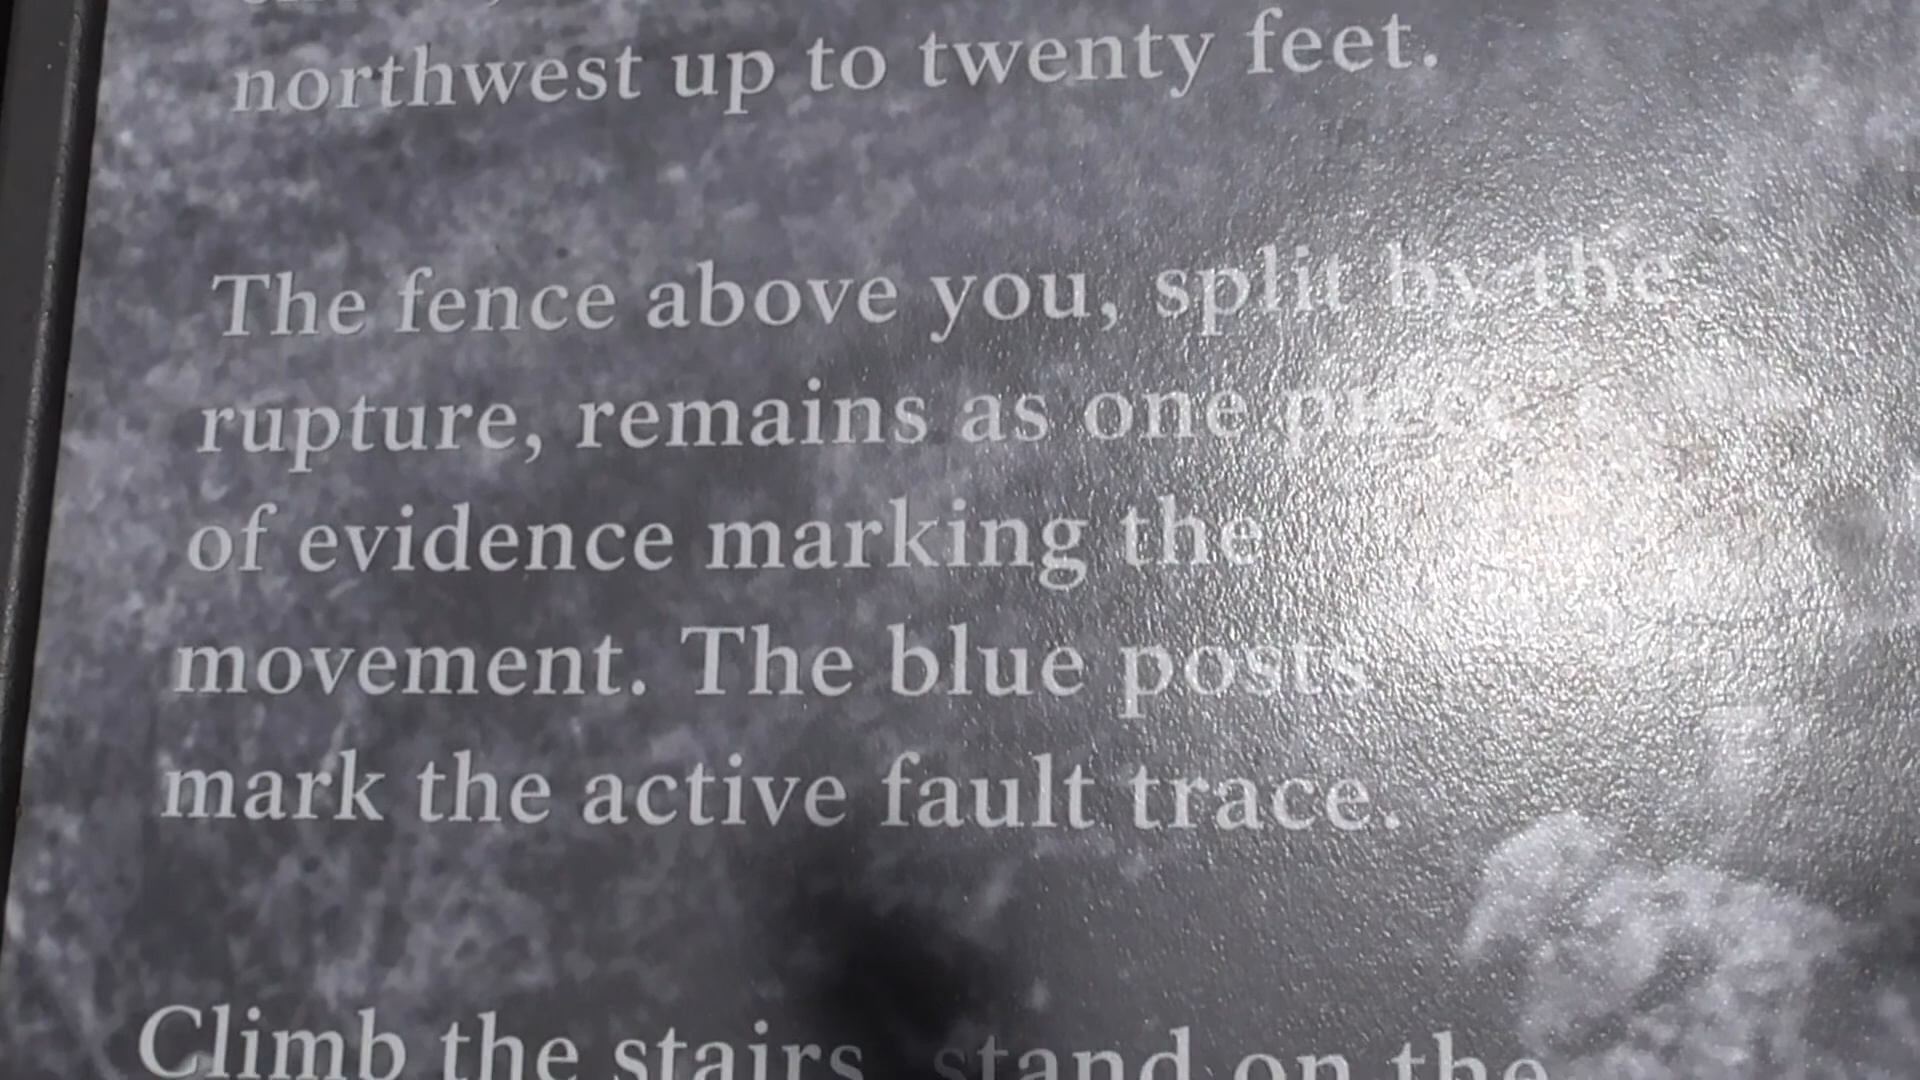 northwest up to twenty feet.
The fence above you, split by the
rupture, remains as one piece
of evidence marking the
movement. The blue posts
mark the active fault trace.
Climb the stairs, stand on the